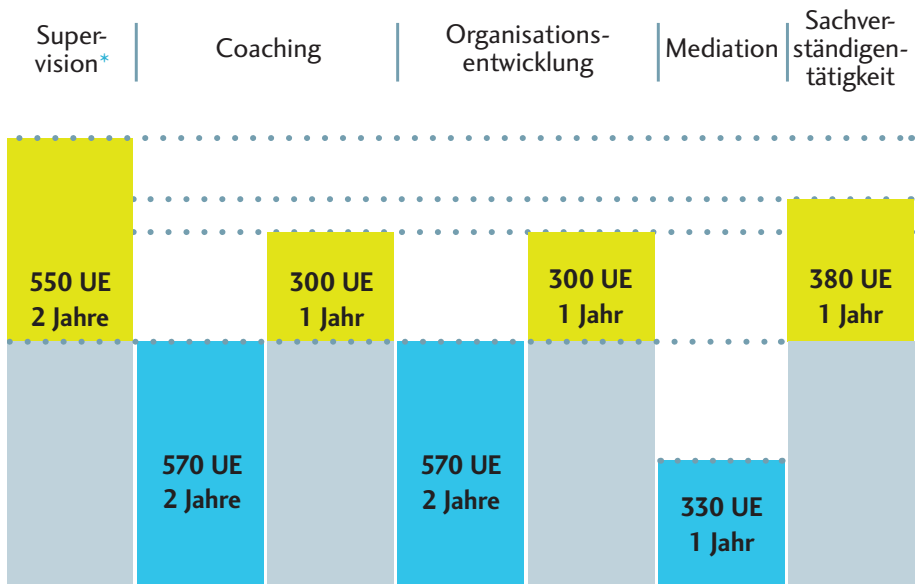 Super-
vision*
Coaching
Organisations-
entwicklung
Mediation
Sachver-
ständigen-
tätigkeit
550 UE
2 Jahre
300 UE
1 Jahr
300 UE
1 Jahr
380 UE
1 Jahr
570 UE
2 Jahre
570 UE
2 Jahre
330 UE
1 Jahr